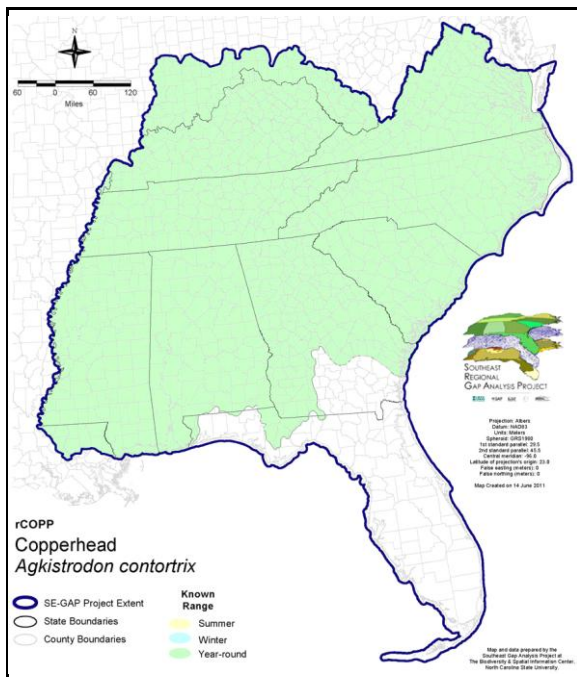 N
60 0 60 120
Miles
SOUTHEAST
REGIONAL
GAP ANALYSIS PROJECT
Projection: Albers
Datum: NAD83
Units: Meters
Spheroid: GRS1980
1st standard parallel: 29.5
2nd standard parallel: 45.5
Central meridian: -96.0
Latitude of projection's origin: 23.0
False easting (meters): 0
False northing (meters): 0
Map Created on 14 June 2011
rCOPP
Copperhead
Agkistrodon contortrix
SE-GAP Project Extent
State Boundaries
County Boundaries
Known
Range
Summer
Winter
Year-round
Map and data prepared by the
Southeast Gap Analysis Project at
The Biodiversity & Spatial Information Center,
North Carolina State University.